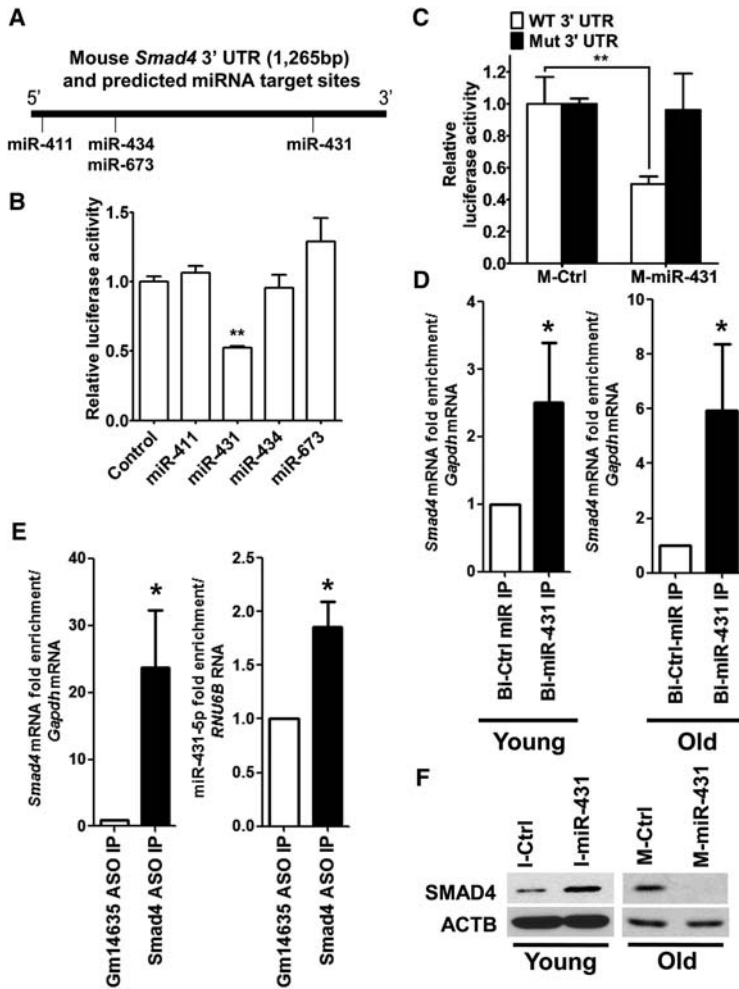 A
Mouse Smad4 3' UTR (1,265bp)
and predicted miRNA target sites
5'
3'
miR-411
miR-434
miR-673
miR-431
B
Relative luciferase acitivity
1.5
1.0
0.5
0.0
**
Control
miR-411
miR-431
miR-434
miR-673
C
WT 3' UTR
Mut 3' UTR
Relative
luciferase acitivity
1.2
1.0
0.8
0.6
0.4
0.2
0.0
**
M-Ctrl
M-miR-431
D
Smad4 mRNA fold enrichment/
Gapdh mRNA
4
3
2
1
0
*
Bi-Ctrl miR IP
Bi-miR-431 IP
Young
Smad4 mRNA fold enrichment/
Gapdh mRNA
10
8
6
4
2
0
*
Bi-Ctrl-miR IP
Bi-miR-431 IP
Old
E
Smad4 mRNA fold enrichment/
Gapdh mRNA
40
30
20
10
0
*
Gm14635 ASO IP
Smad4 ASO IP
miR-431-5p fold enrichment/
RNU6B RNA
2.5
2.0
1.5
1.0
0.5
0.0
*
Gm14635 ASO IP
Smad4 ASO IP
F
I-Ctrl
I-miR-431
M-Ctrl
M-miR-431
SMAD4
ACTB
Young
Old